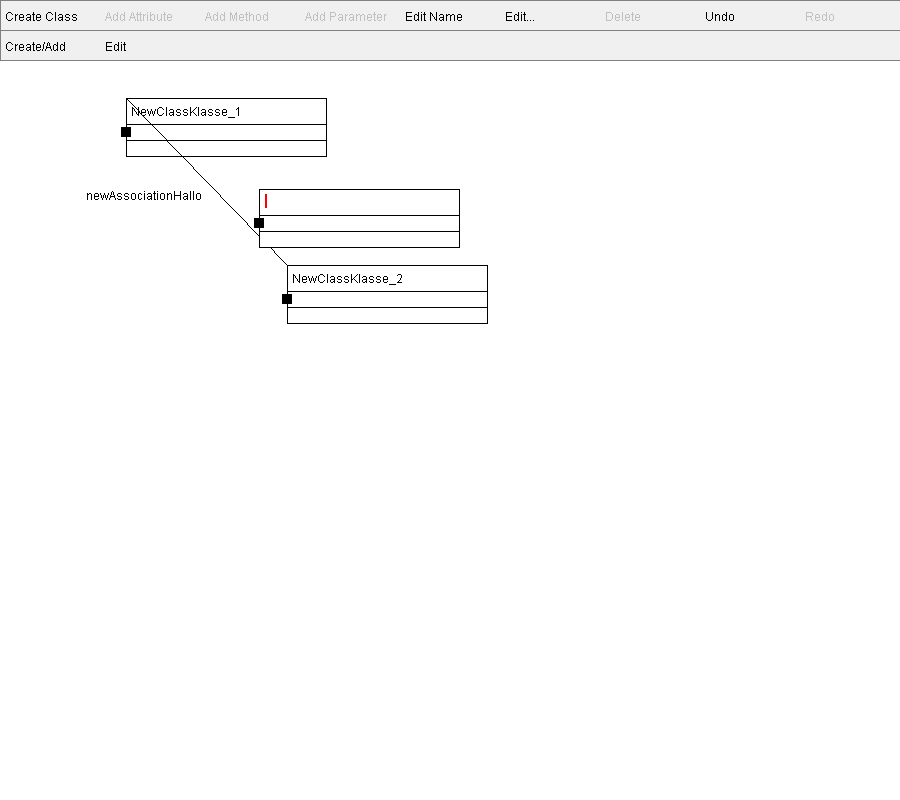 Create Class Add Attribute Add Method Add Parameter Edit Name Edit... Delete Undo Redo
Create/Add Edit
NewClassKlasse_1
newAssociationHallo
NewClassKlasse_2